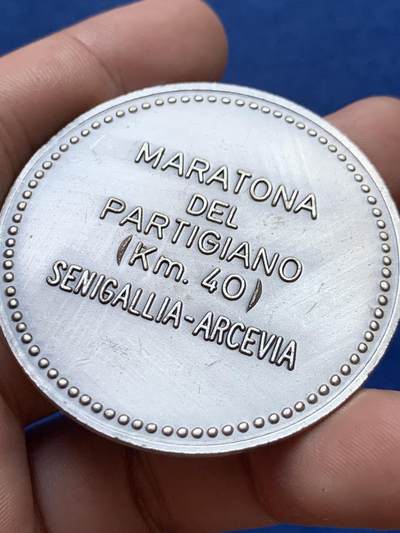 MARATONA
DEL
PARTIGIANO
(Km. 40)
SENIGALLIA-ARCEVIA